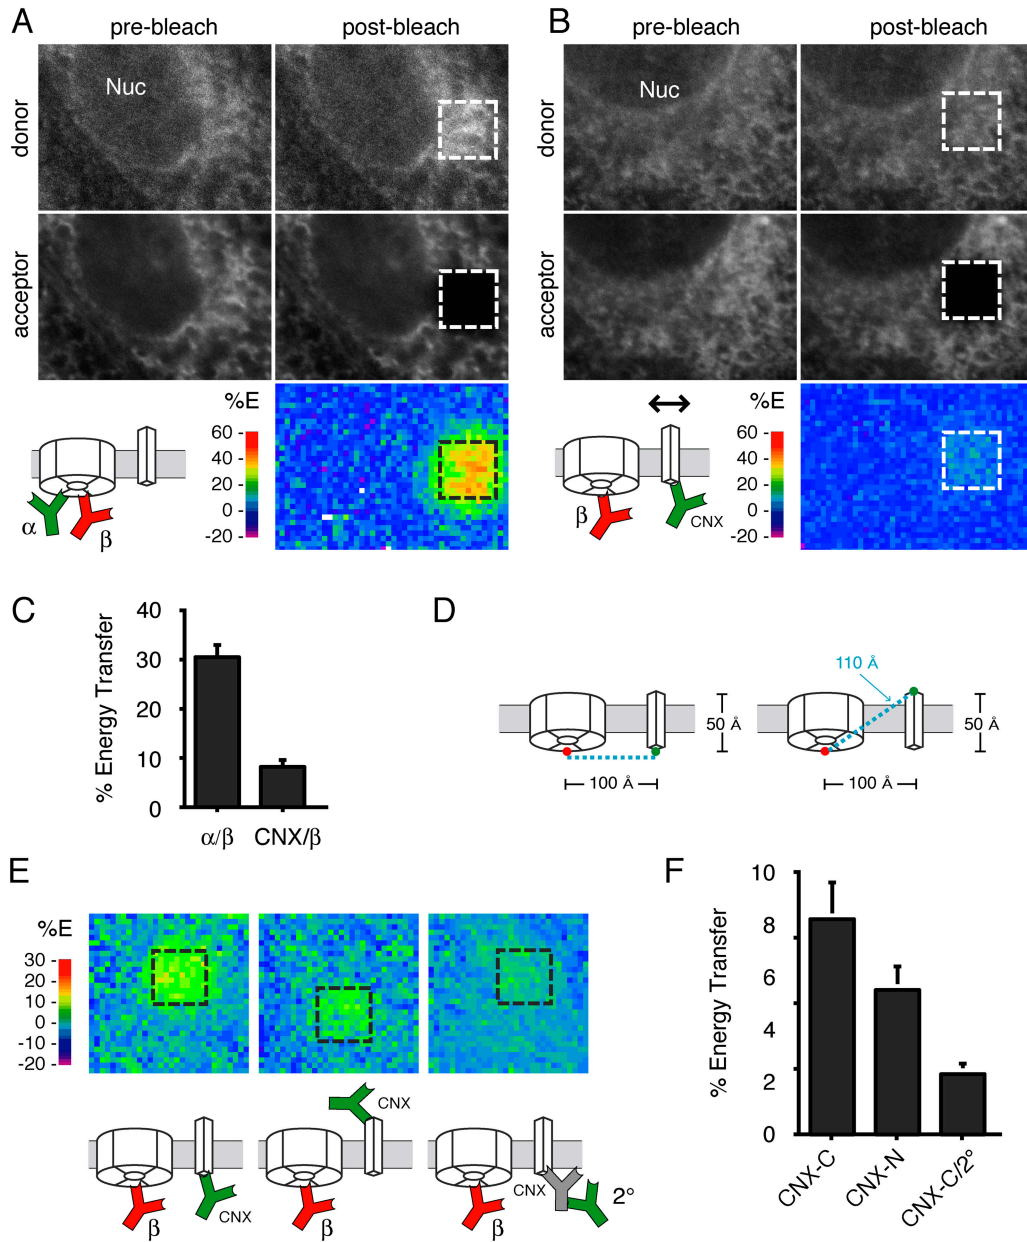 A
pre-bleach
post-bleach
donor
Nuc
acceptor
%E
60
40
20
0
-20
α
β
B
pre-bleach
post-bleach
donor
Nuc
acceptor
%E
60
40
20
0
-20
β
CNX
C
% Energy Transfer
40
30
20
10
0
α/β
CNX/β
D
110 Å
50 Å
100 Å
50 Å
100 Å
E
%E
30
20
10
0
-10
-20
β
CNX
CNX
β
CNX
2°
β
F
% Energy Transfer
10
8
6
4
2
0
CNX-C
CNX-N
CNX-C/2°